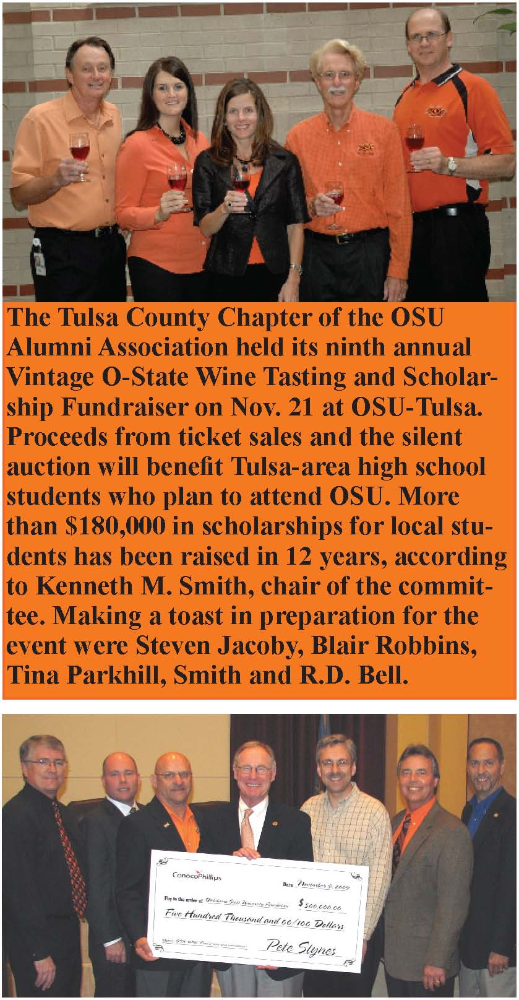 The Tulsa County Chapter of the OSU
Alumni Association held its ninth annual
Vintage O-State Wine Tasting and Scholar-
ship Fundraiser on Nov. 21 at OSU-Tulsa.
Proceeds from ticket sales and the silent
auction will benefit Tulsa-area high school
students who plan to attend OSU. More
than $180,000 in scholarships for local stu-
dents has been raised in 12 years, according
to Kenneth M. Smith, chair of the commit-
tee. Making a toast in preparation for the
event were Steven Jacoby, Blair Robbins,
Tina Parkhill, Smith and R.D. Bell.
ConocoPhillips
Date November 9, 2009
Pay to the order of Oklahoma State University Foundation $ 500,000.00
Five Hundred Thousand and 00/100 Dollars
Pete Slynes